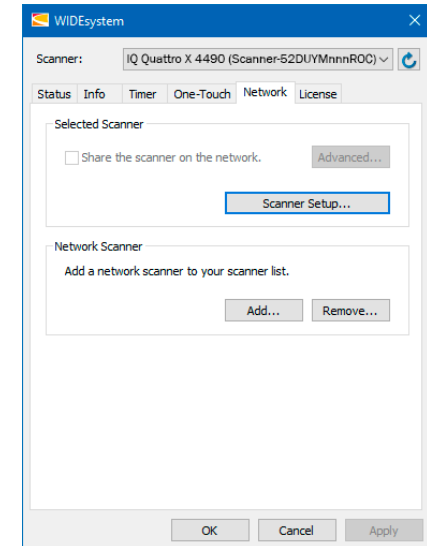 WIDEsystem
Scanner: IQ Quattro X 4490 (Scanner-52DUYMnnnROC)
Status Info Timer One-Touch Network License
Selected Scanner
Share the scanner on the network. Advanced...
Scanner Setup...
Network Scanner
Add a network scanner to your scanner list.
Add... Remove...
OK Cancel Apply